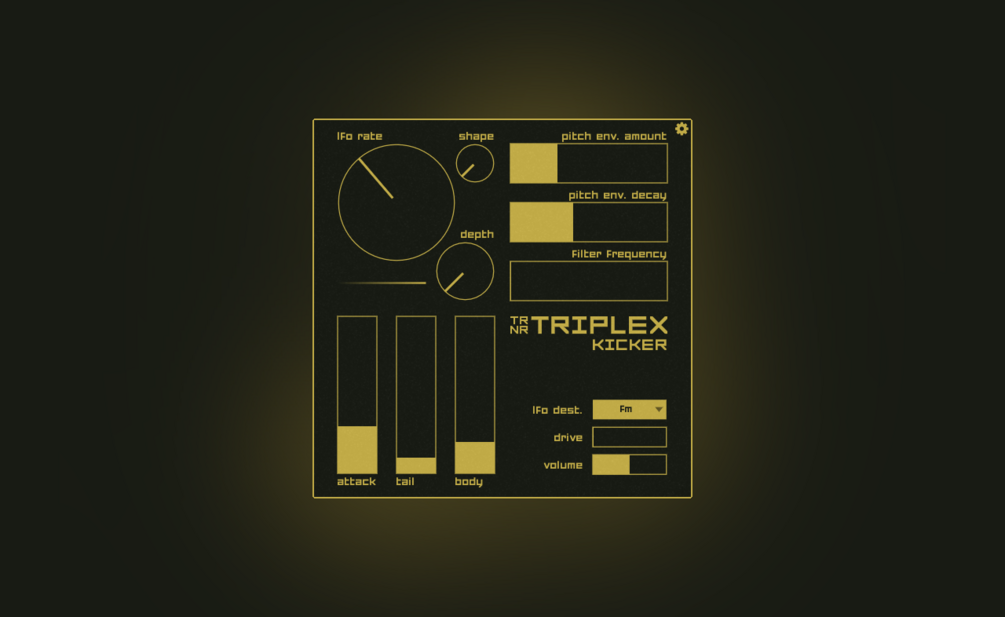 lfo rate
shape
pitch env. amount
pitch env. decay
depth
filter frequency
TR
NR
TRIPLEX
KICKER
lfo dest.
fm
drive
volume
attack
tail
body